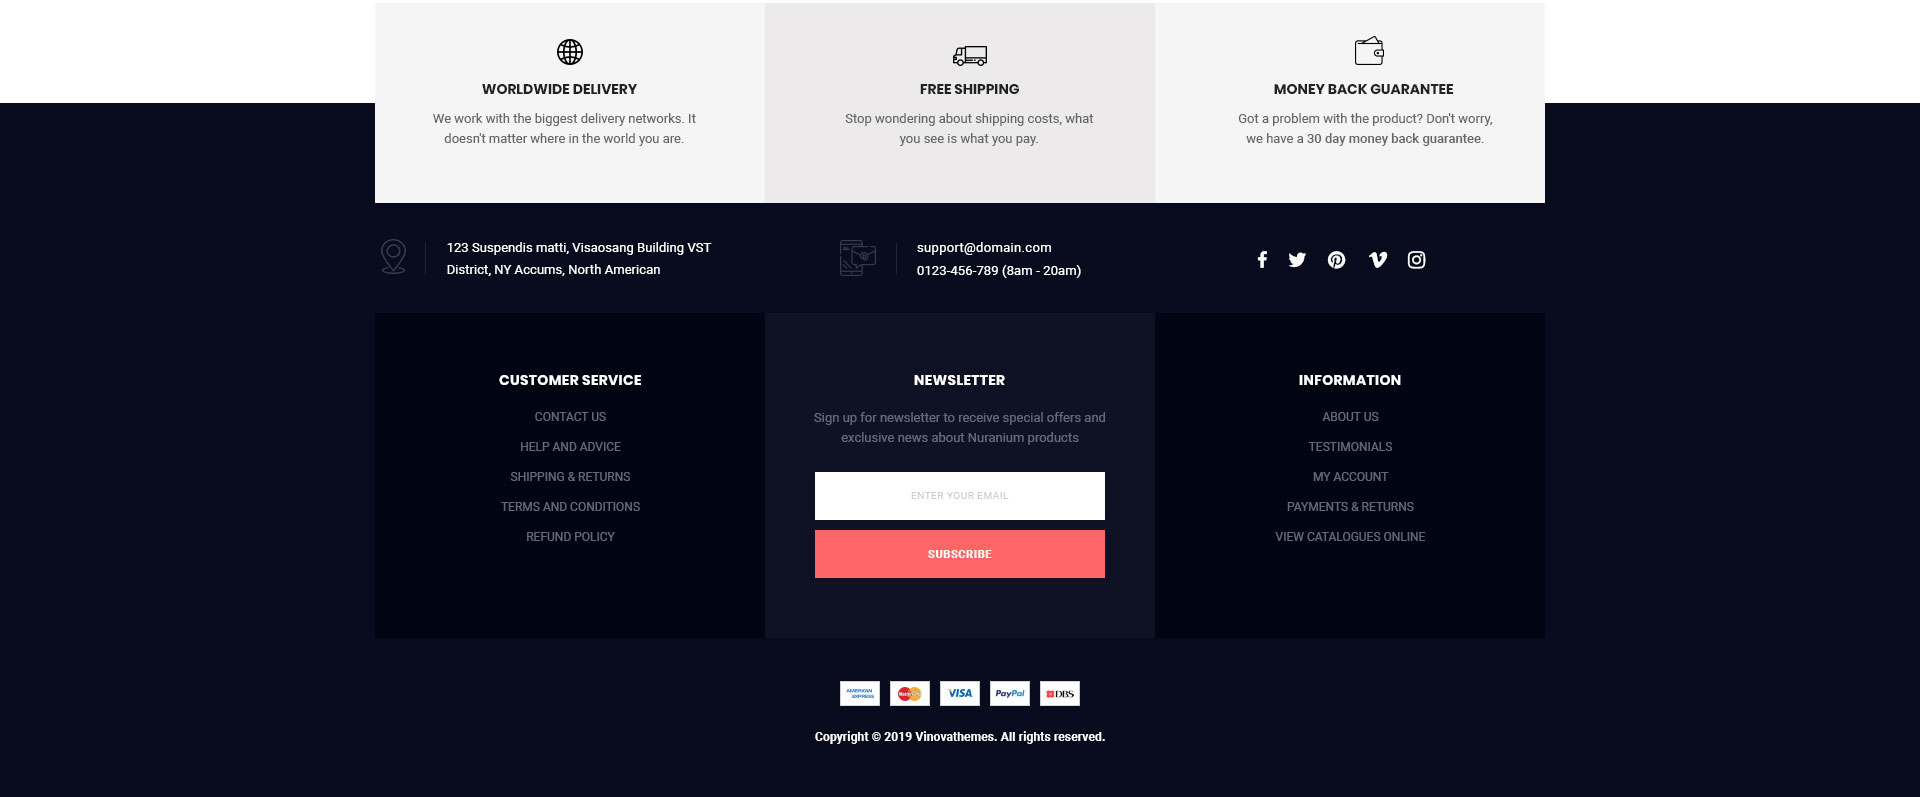 WORLDWIDE DELIVERY
We work with the biggest delivery networks. It
doesn't matter where in the world you are.
FREE SHIPPING
Stop wondering about shipping costs, what
you see is what you pay.
MONEY BACK GUARANTEE
Got a problem with the product? Don't worry,
we have a 30 day money back guarantee.
123 Suspendis matti, Visaosang Building VST
District, NY Accums, North American
support@domain.com
0123-456-789 (8am - 20am)
CUSTOMER SERVICE
CONTACT US
HELP AND ADVICE
SHIPPING & RETURNS
TERMS AND CONDITIONS
REFUND POLICY
NEWSLETTER
Sign up for newsletter to receive special offers and
exclusive news about Nuranium products
ENTER YOUR EMAIL
SUBSCRIBE
INFORMATION
ABOUT US
TESTIMONIALS
MY ACCOUNT
PAYMENTS & RETURNS
VIEW CATALOGUES ONLINE
AMERICAN
EXPRESS
MasterCard
VISA
PayPal
DBS
Copyright © 2019 Vinovathemes. All rights reserved.